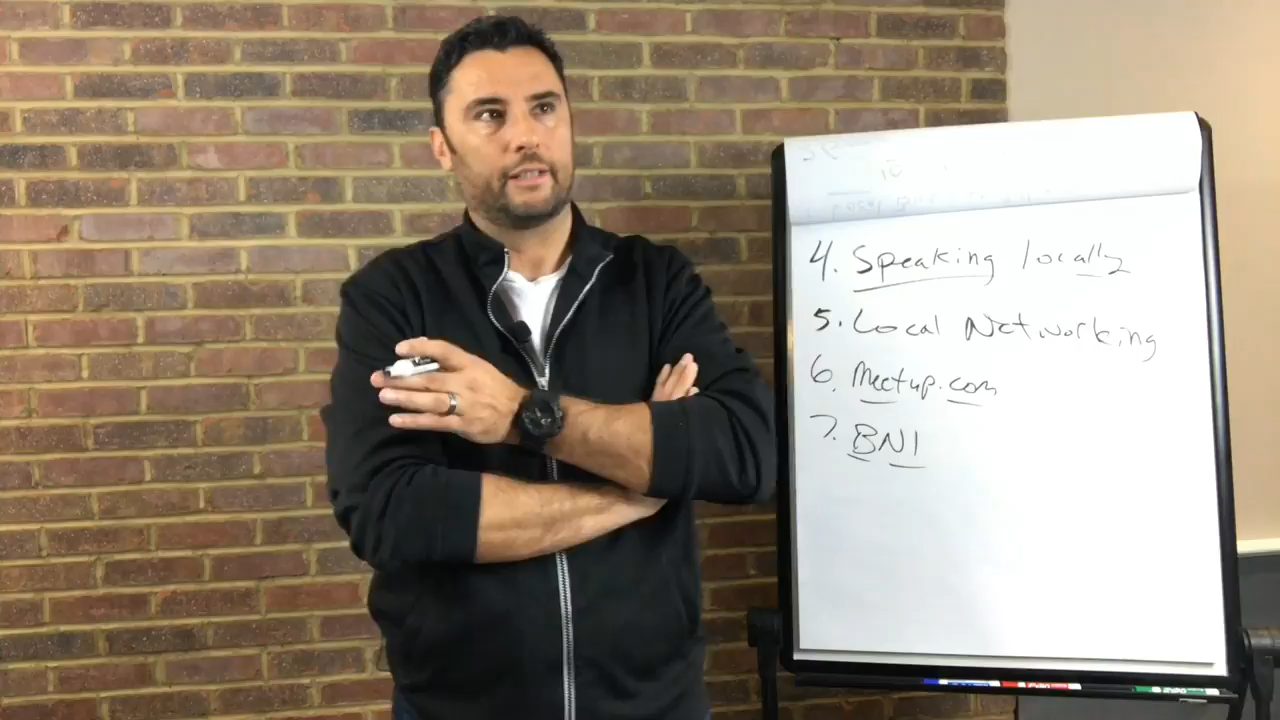 4. Speaking locally
5. Local Networking
6. Meetup.com
7. BNI